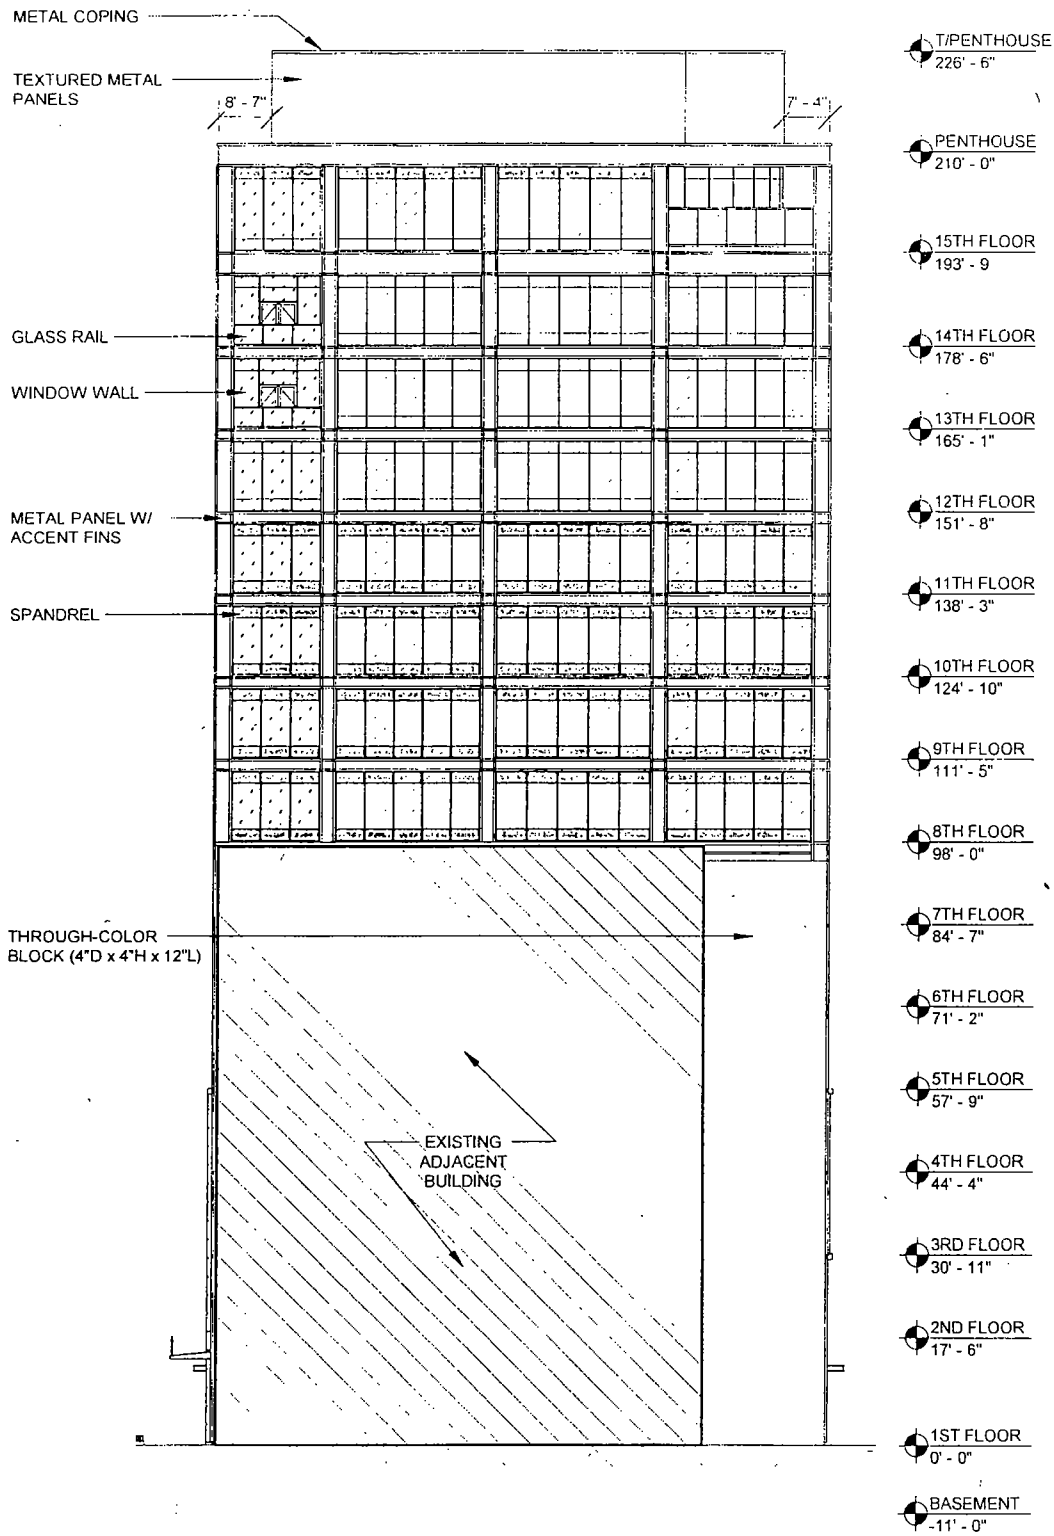 METAL COPING
TEXTURED METAL
PANELS
8' - 7"
7' - 4"
GLASS RAIL
WINDOW WALL
METAL PANEL W/
ACCENT FINS
SPANDREL
THROUGH-COLOR
BLOCK (4"D x 4"H x 12"L)
EXISTING
ADJACENT
BUILDING
T/PENTHOUSE
226' - 6"
PENTHOUSE
210' - 0"
15TH FLOOR
193' - 9
14TH FLOOR
178' - 6"
13TH FLOOR
165' - 1"
12TH FLOOR
151' - 8"
11TH FLOOR
138' - 3"
10TH FLOOR
124' - 10"
9TH FLOOR
111' - 5"
8TH FLOOR
98' - 0"
7TH FLOOR
84' - 7"
6TH FLOOR
71' - 2"
5TH FLOOR
57' - 9"
4TH FLOOR
44' - 4"
3RD FLOOR
30' - 11"
2ND FLOOR
17' - 6"
1ST FLOOR
0' - 0"
BASEMENT
-11' - 0"